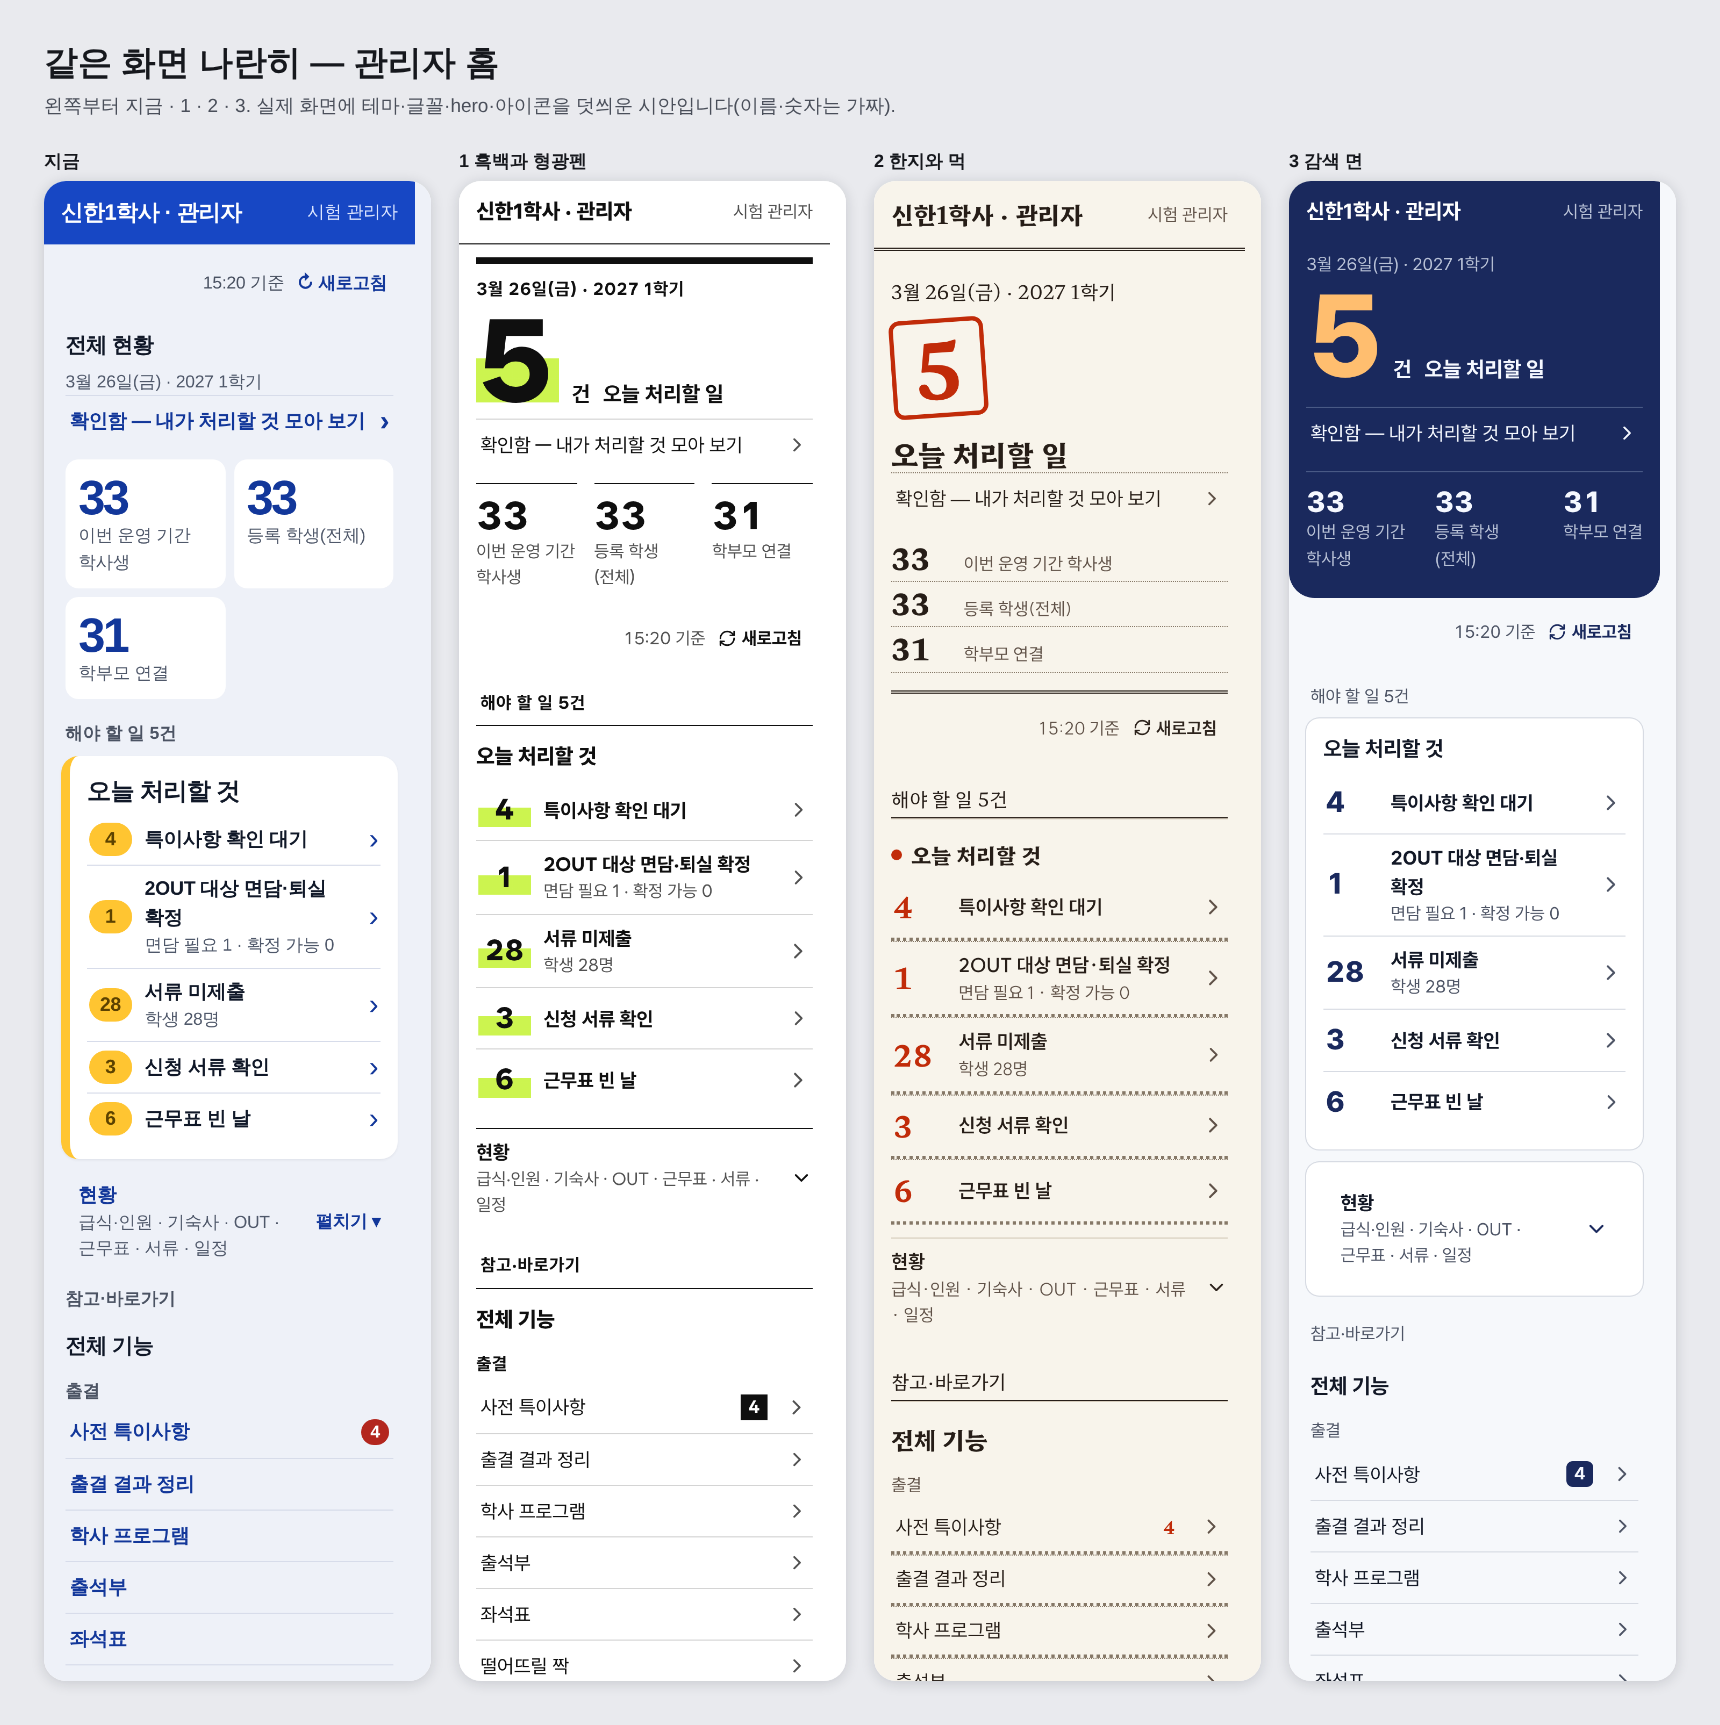 같은 화면 나란히 — 관리자 홈
왼쪽부터 지금 · 1 · 2 · 3. 실제 화면에 테마·글꼴·hero·아이콘을 덧씌운 시안입니다(이름·숫자는 가짜).
지금
신한1학사 · 관리자
시험 관리자
15:20 기준 새로고침
전체 현황
3월 26일(금) · 2027 1학기
확인함 — 내가 처리할 것 모아 보기 ›
33
이번 운영 기간
학사생
33
등록 학생(전체)
31
학부모 연결
해야 할 일 5건
오늘 처리할 것
4 특이사항 확인 대기 ›
1 2OUT 대상 면담·퇴실
확정
면담 필요 1 · 확정 가능 0 ›
28 서류 미제출
학생 28명 ›
3 신청 서류 확인 ›
6 근무표 빈 날 ›
현황
급식·인원 · 기숙사 · OUT ·
근무표 · 서류 · 일정
펼치기 ▾
참고·바로가기
전체 기능
출결
사전 특이사항 4
출결 결과 정리
학사 프로그램
출석부
좌석표
1 흑백과 형광펜
신한1학사 · 관리자
시험 관리자
3월 26일(금) · 2027 1학기
5 건 오늘 처리할 일
확인함 — 내가 처리할 것 모아 보기
33
이번 운영 기간
학사생
33
등록 학생
(전체)
31
학부모 연결
15:20 기준 새로고침
해야 할 일 5건
오늘 처리할 것
4 특이사항 확인 대기
1 2OUT 대상 면담·퇴실 확정
면담 필요 1 · 확정 가능 0
28 서류 미제출
학생 28명
3 신청 서류 확인
6 근무표 빈 날
현황
급식·인원 · 기숙사 · OUT · 근무표 · 서류 ·
일정
참고·바로가기
전체 기능
출결
사전 특이사항 4
출결 결과 정리
학사 프로그램
출석부
좌석표
떨어뜨릴 짝
2 한지와 먹
신한1학사 · 관리자
시험 관리자
3월 26일(금) · 2027 1학기
5
오늘 처리할 일
확인함 — 내가 처리할 것 모아 보기
33 이번 운영 기간 학사생
33 등록 학생(전체)
31 학부모 연결
15:20 기준 새로고침
해야 할 일 5건
오늘 처리할 것
4 특이사항 확인 대기
1 2OUT 대상 면담·퇴실 확정
면담 필요 1 · 확정 가능 0
28 서류 미제출
학생 28명
3 신청 서류 확인
6 근무표 빈 날
현황
급식·인원 · 기숙사 · OUT · 근무표 · 서류
· 일정
참고·바로가기
전체 기능
출결
사전 특이사항 4
출결 결과 정리
학사 프로그램
3 감색 면
신한1학사 · 관리자
시험 관리자
3월 26일(금) · 2027 1학기
5 건 오늘 처리할 일
확인함 — 내가 처리할 것 모아 보기
33
이번 운영 기간
학사생
33
등록 학생
(전체)
31
학부모 연결
15:20 기준 새로고침
해야 할 일 5건
오늘 처리할 것
4 특이사항 확인 대기
1 2OUT 대상 면담·퇴실
확정
면담 필요 1 · 확정 가능 0
28 서류 미제출
학생 28명
3 신청 서류 확인
6 근무표 빈 날
현황
급식·인원 · 기숙사 · OUT ·
근무표 · 서류 · 일정
참고·바로가기
전체 기능
출결
사전 특이사항 4
출결 결과 정리
학사 프로그램
출석부